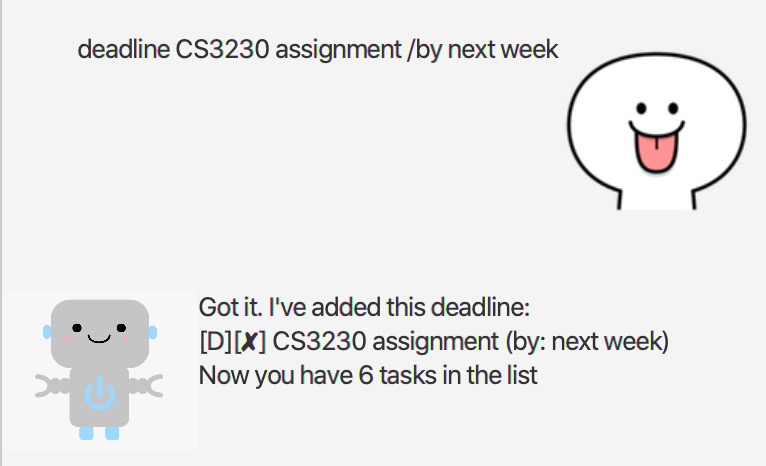 deadline CS3230 assignment /by next week
Got it. I've added this deadline:
[D][✘] CS3230 assignment (by: next week)
Now you have 6 tasks in the list